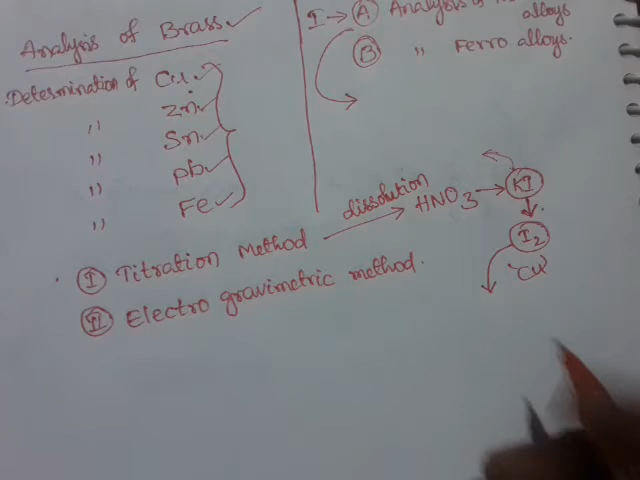 Analysis of Brass
Determination of Cu
" Zn
" Sn
" Pb
" Fe
I → A Analysis of alloys
B " Ferro alloys.
I Titration Method dissolution HNO3 → KI
I2
"Cu"
II Electro gravimetric method.